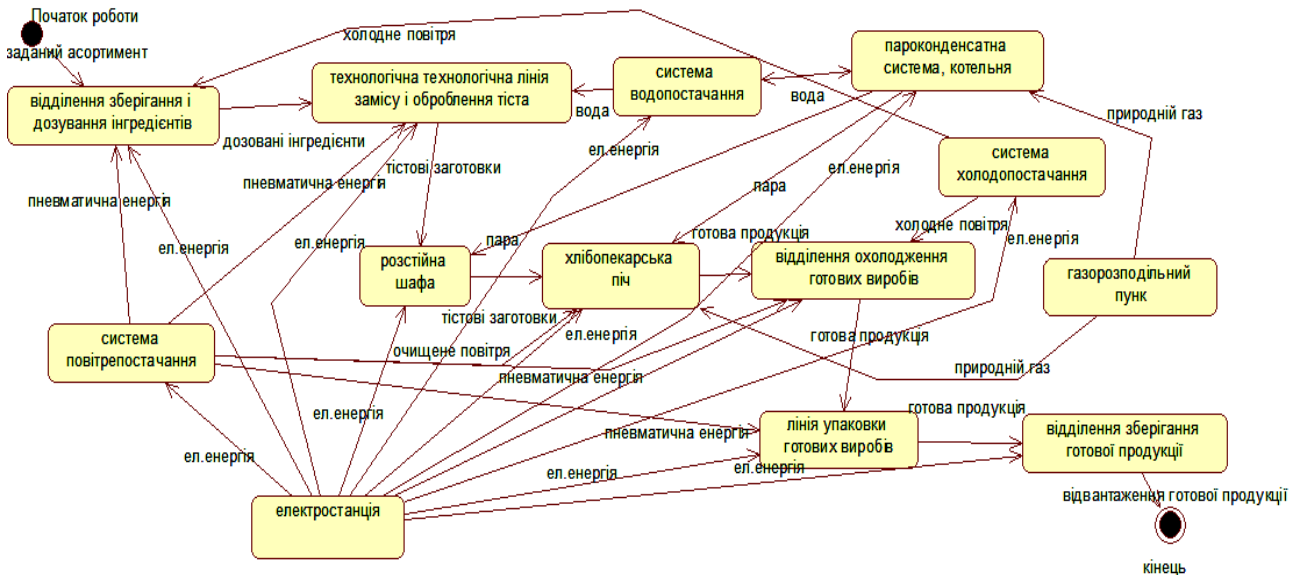 Початок роботи
заданий асортимент
холодне повітря
відділення зберігання і
дозування інгредієнтів
технологічна технологічна лінія
замісу і оброблення тіста
система
водопостачання
пароконденсатна
система, котельня
вода
вода
природній газ
дозовані інгредієнти
ел.енергія
ел.енергія
система
холодопостачання
пневматична енергія
тістові заготовки
пневматична енергія
пара
холодне повітря
готова продукція
пара
ел.енергія
ел.енергія
ел.енергія
розстійна
шафа
хлібопекарська
піч
відділення охолодження
готових виробів
газорозподільний
пунк
система
повітрепостачання
тістові заготовки
ел.енергія
готова продукція
очищене повітря
пневматична енергія
природній газ
ел.енергія
готова продукція
лінія упаковки
готових виробів
пневматична енергія
відділення зберігання
готової продукції
ел.енергія
ел.енергія
ел.енергія
відвантаження готової продукції
електростанція
кінець